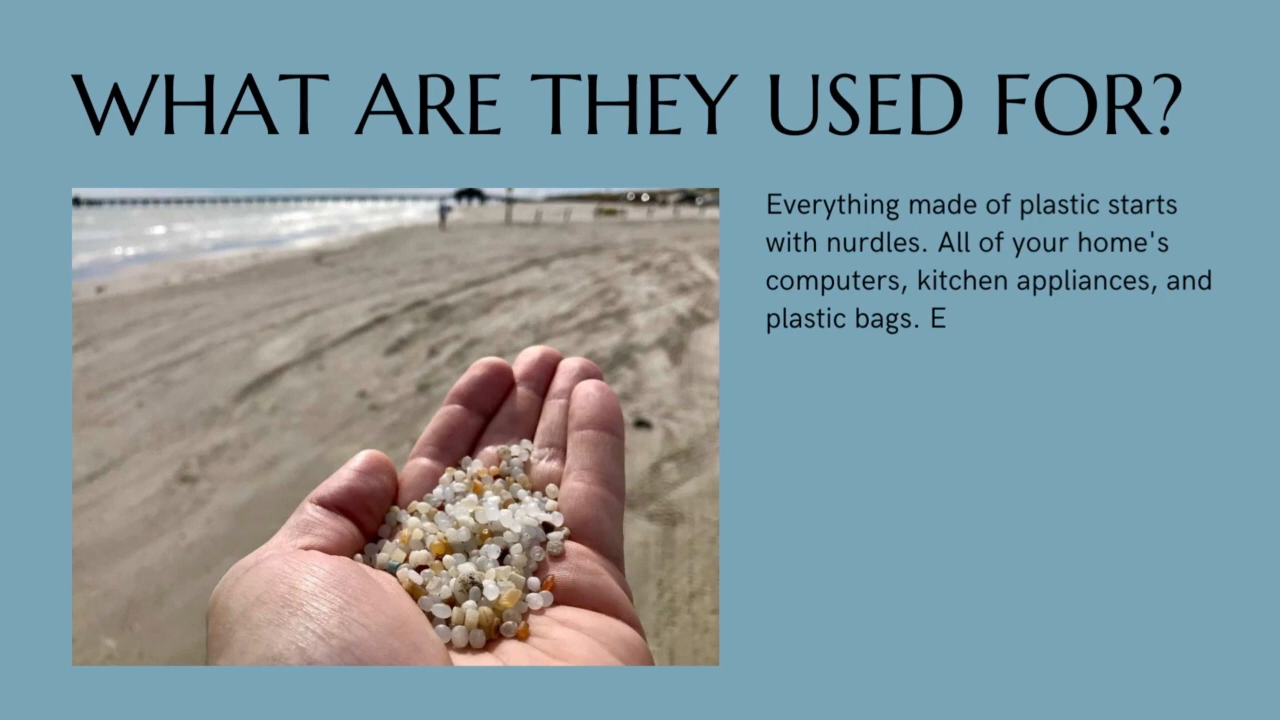 WHAT ARE THEY USED FOR?
Everything made of plastic starts
with nurdles. All of your home's
computers, kitchen appliances, and
plastic bags. E